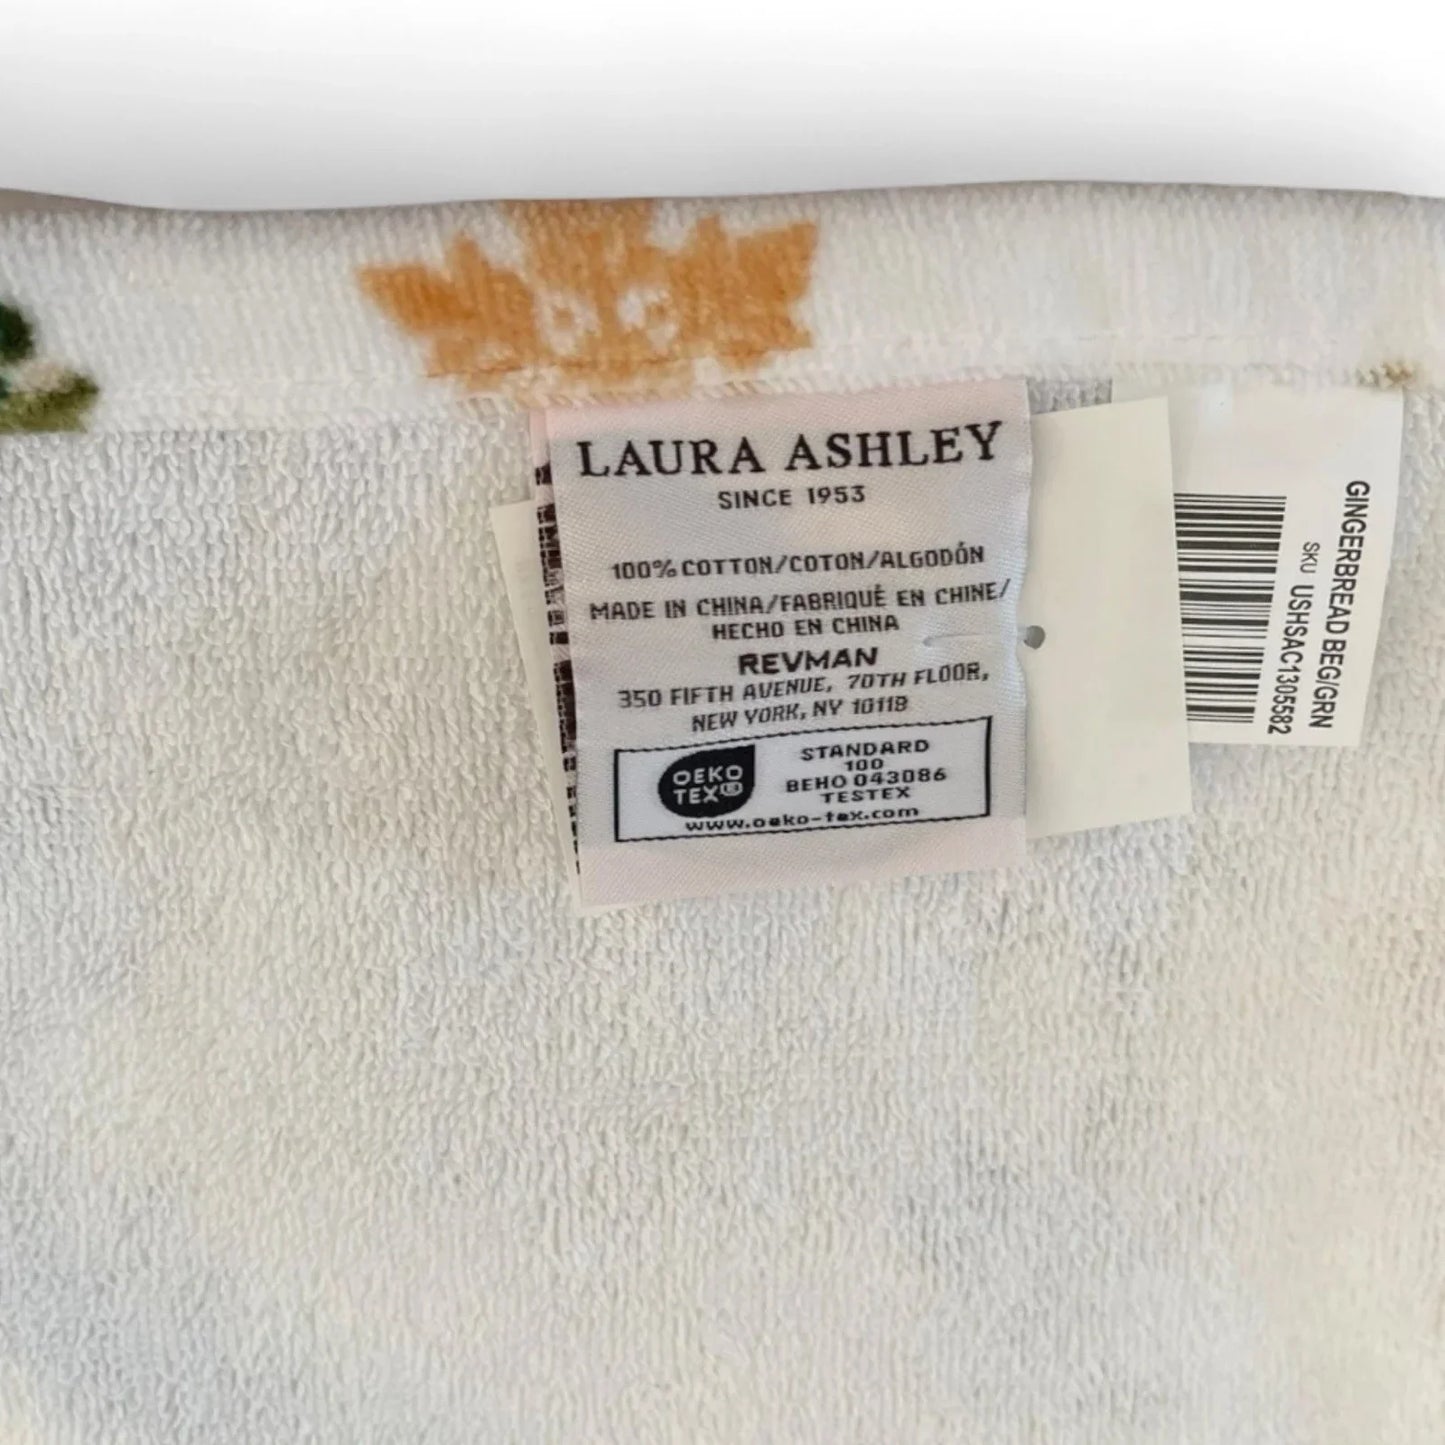 LAURA ASHLEY
SINCE 1953
100% COTTON/COTON/ALGODÓN
MADE IN CHINA/FABRIQUÉ EN CHINE/
HECHO EN CHINA
REVMAN
350 FIFTH AVENUE, 70TH FLOOR,
NEW YORK, NY 10118
OEKO
TEX®
STANDARD
100
BEHO 043086
TESTEX
www.oeko-tex.com
GINGERBREAD BEG/GRN
SKU USHSAC1305582